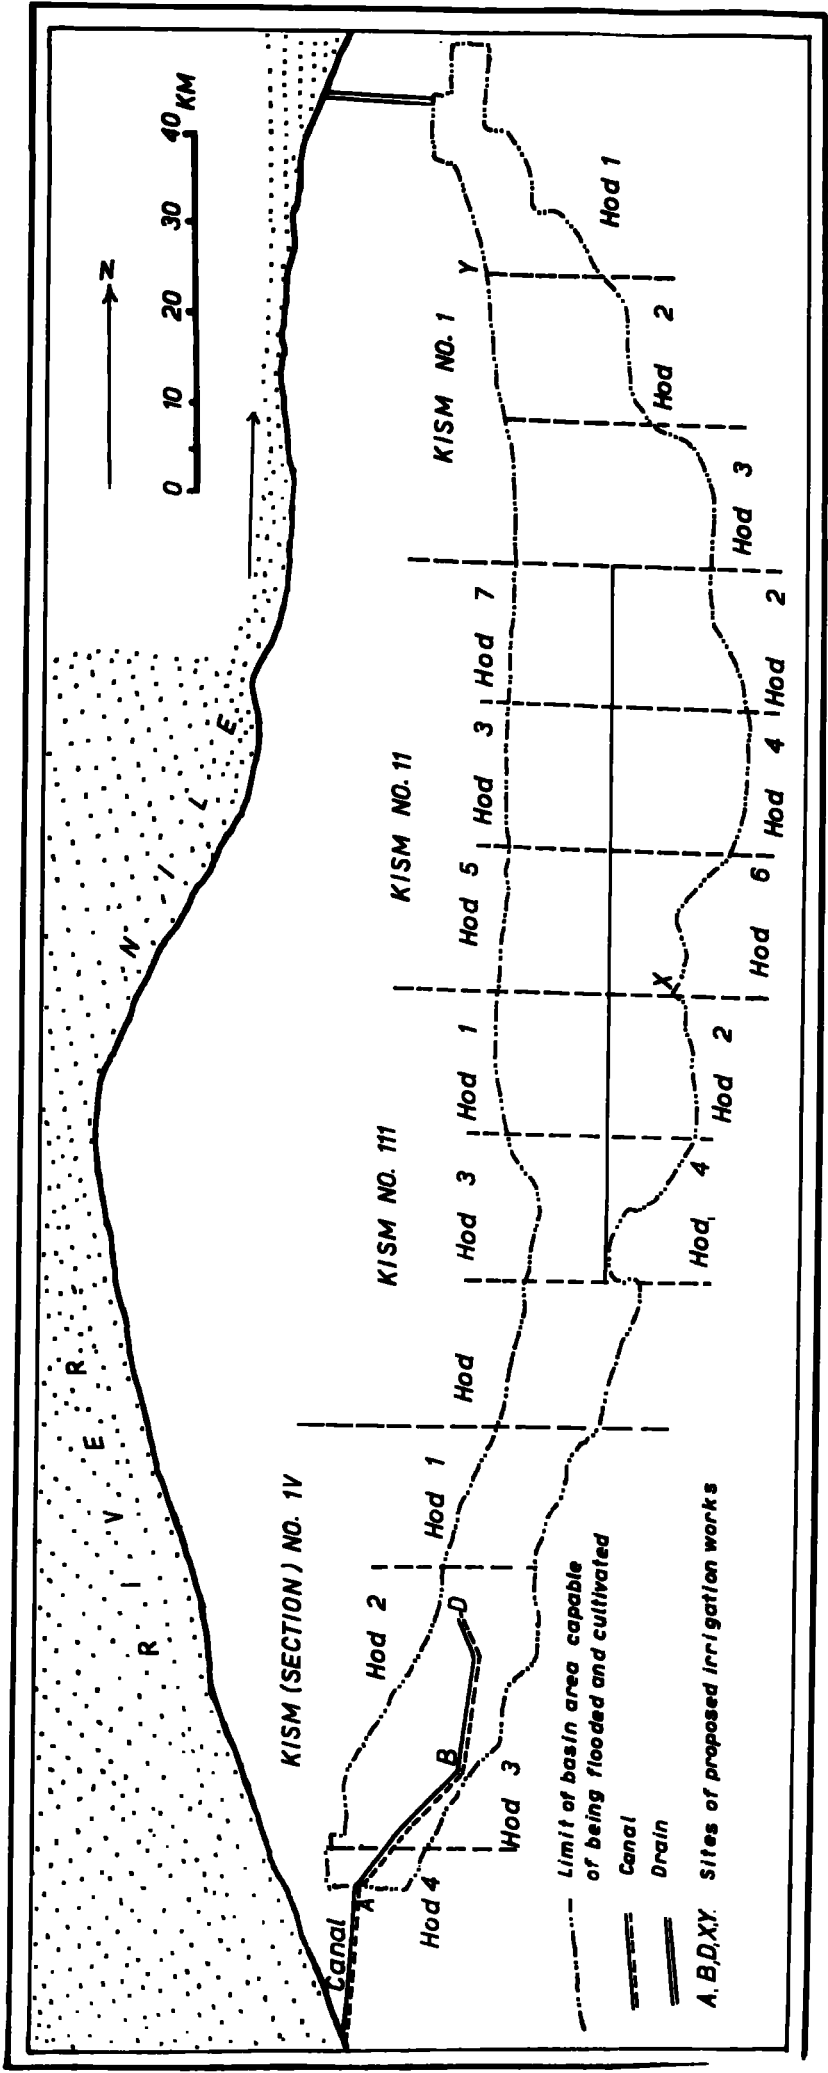 RIVER NILE
N
0 10 20 30 40 KM
KISM (SECTION) NO. 1V
KISM NO. 111
KISM NO. 11
KISM NO. 1
Canal
A
B
D
Hod 4
Hod 3
Hod 2
Hod 1
Hod
Hod 3
Hod 4
Hod 1
Hod 2
X
Hod 5
Hod 6
Hod 3
Hod 4
Hod 7
Hod 2
Hod 3
Hod 2
Y
Hod 1
Limit of basin area capable
of being flooded and cultivated
Canal
Drain
A, B,D,X,Y. Sites of proposed irrigation works